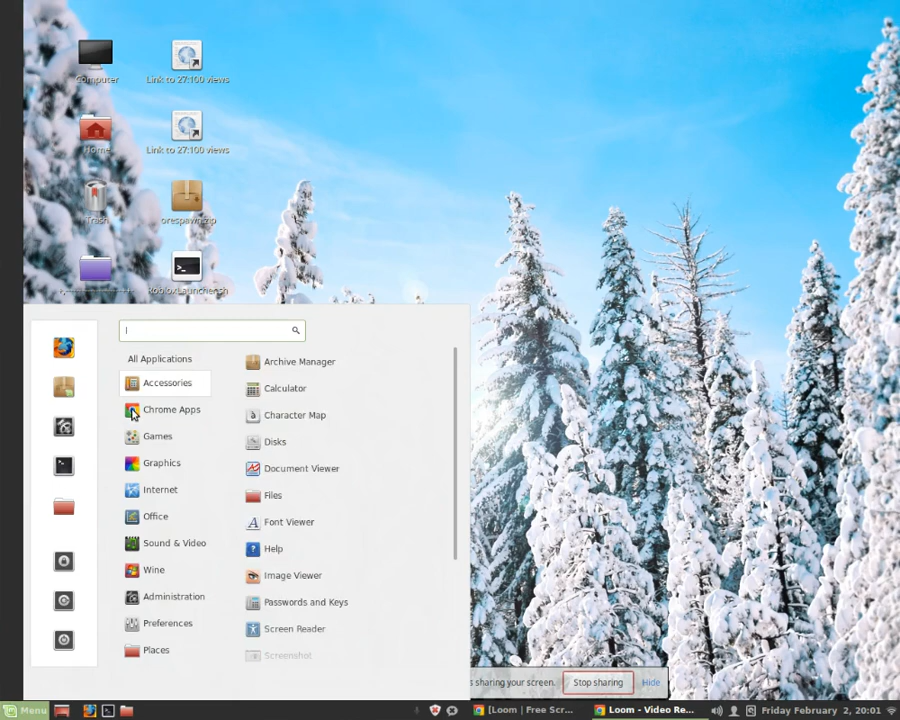 Computer
Link to 27:100 views
Home
Link to 27:100 views
Trash
orespawn.zip
RobloxLauncher.sh
All Applications
Accessories
Chrome Apps
Games
Graphics
Internet
Office
Sound & Video
Wine
Administration
Preferences
Places
Archive Manager
Calculator
Character Map
Disks
Document Viewer
Files
Font Viewer
Help
Image Viewer
Passwords and Keys
Screen Reader
Screenshot
s sharing your screen.
Stop sharing
Hide
Menu
[Loom | Free Scr...
Loom - Video Re...
Friday February 2, 20:01